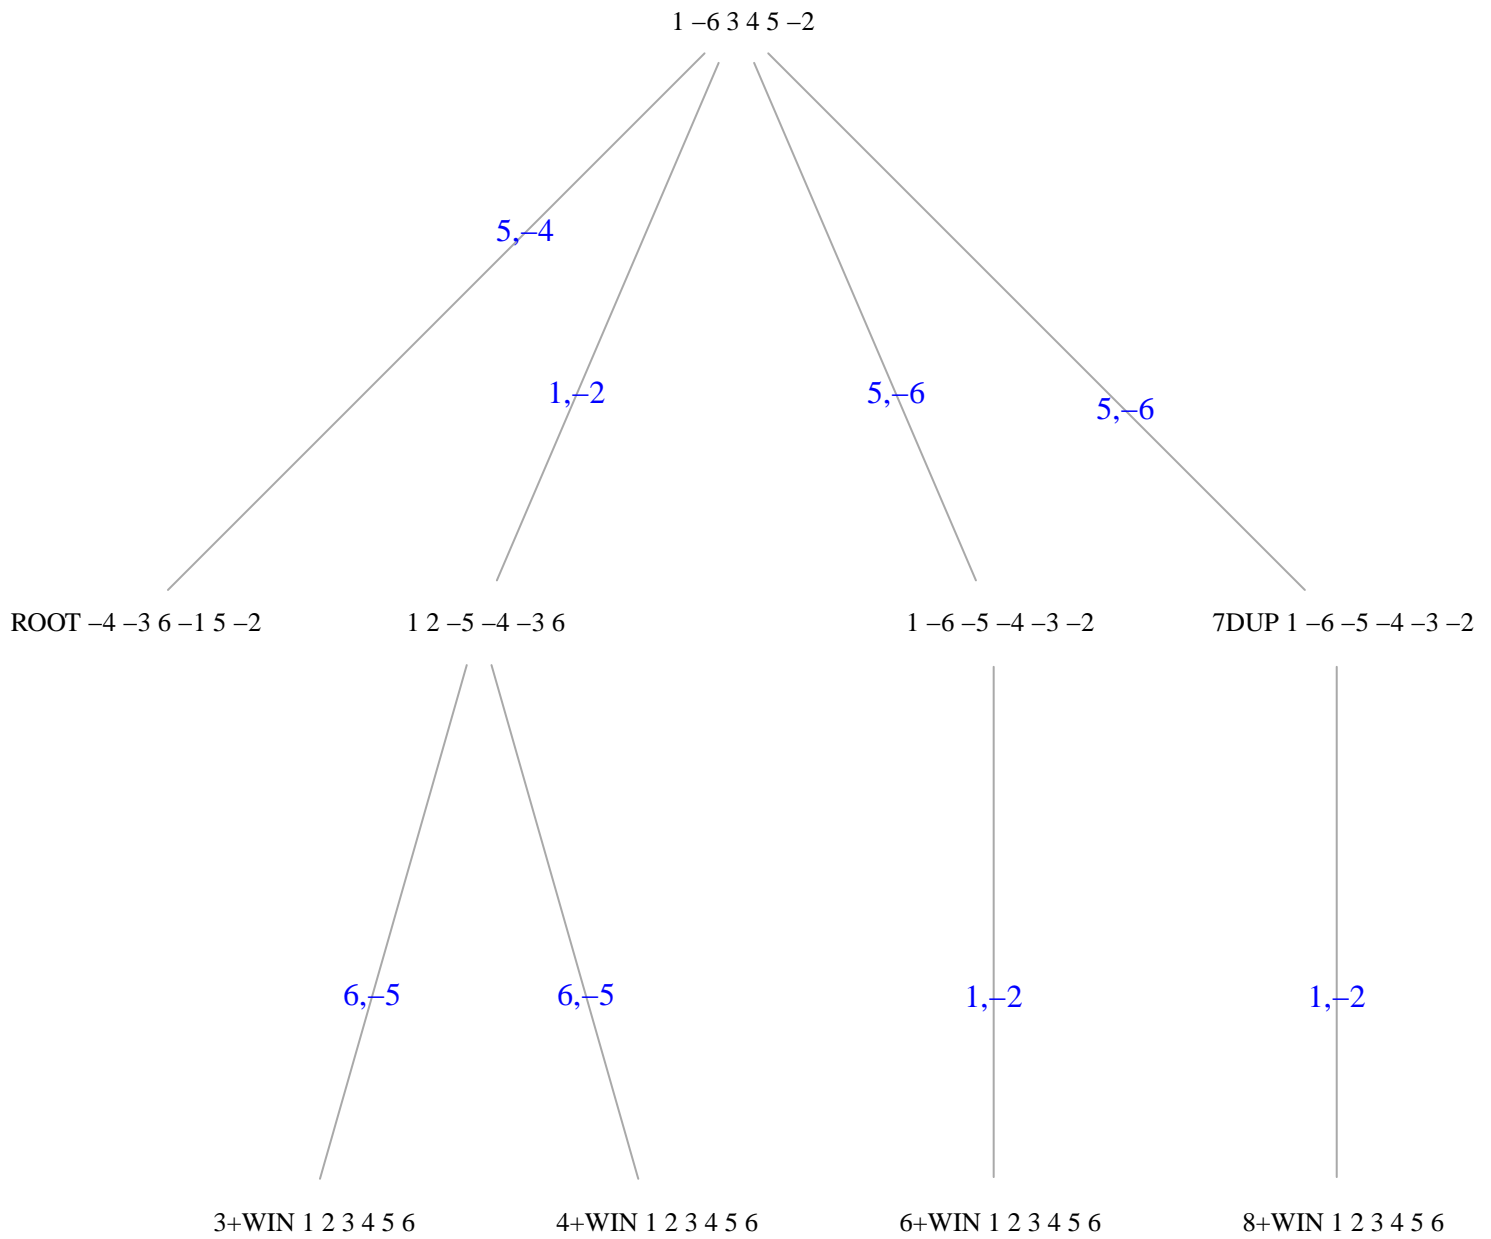 1 –6 3 4 5 –2
5,–4
1,–2
5,–6
5,–6
ROOT –4 –3 6 –1 5 –2
1 2 –5 –4 –3 6
1 –6 –5 –4 –3 –2
7DUP 1 –6 –5 –4 –3 –2
6,–5
6,–5
1,–2
1,–2
3+WIN 1 2 3 4 5 6
4+WIN 1 2 3 4 5 6
6+WIN 1 2 3 4 5 6
8+WIN 1 2 3 4 5 6